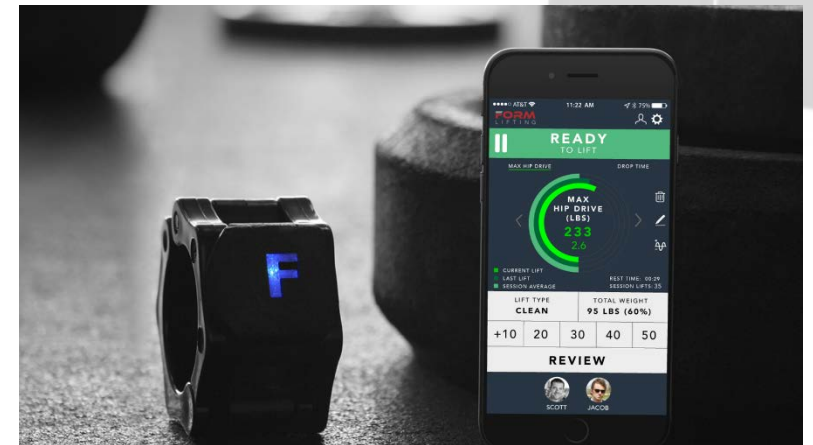 F
AT&T 11:22 AM 75%
FORM
LIFTING
READY
TO LIFT
MAX HIP DRIVE DROP TIME
MAX
HIP DRIVE
(LBS)
233
2.6
CURRENT LIFT
LAST LIFT REST TIME: 00:29
SESSION AVERAGE SESSION LIFTS: 35
LIFT TYPE TOTAL WEIGHT
CLEAN 95 LBS (60%)
+10 20 30 40 50
REVIEW
SCOTT JACOB